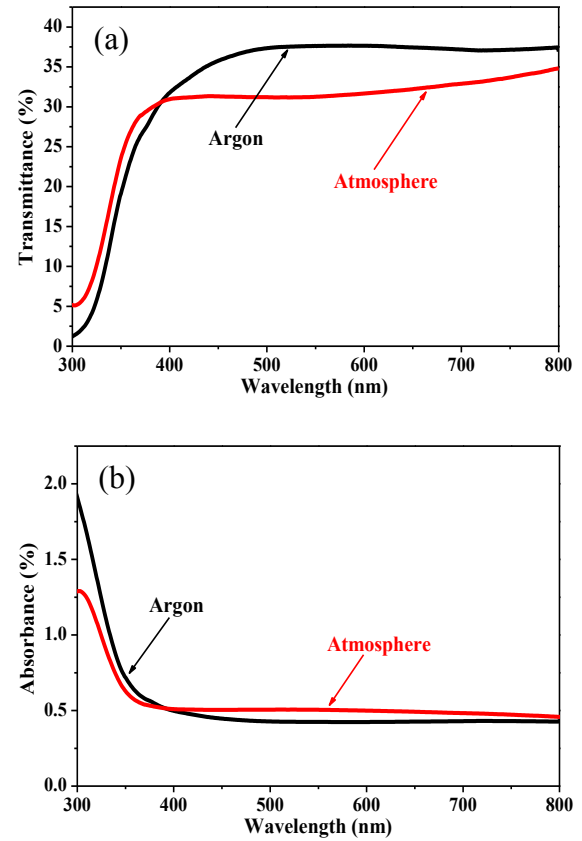 (a)
Transmittance (%)
40
35
30
25
20
15
10
5
0
Argon
Atmosphere
300 400 500 600 700 800
Wavelength (nm)
(b)
Absorbance (%)
2.0
1.5
1.0
0.5
0.0
Argon
Atmosphere
300 400 500 600 700 800
Wavelength (nm)